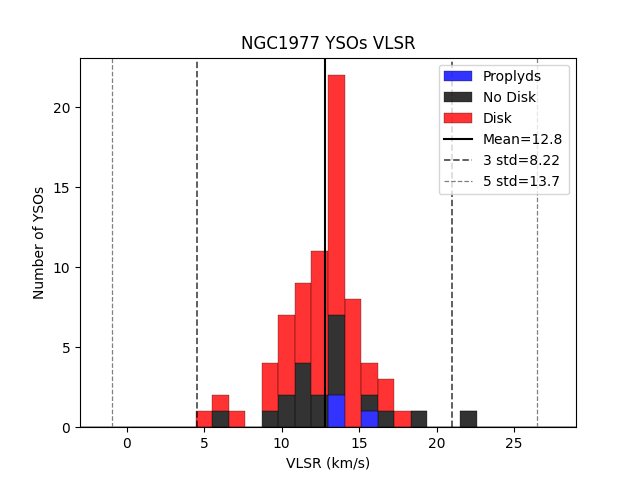 NGC1977 YSOs VLSR
Number of YSOs
20
15
10
5
0
Proplyds
No Disk
Disk
Mean=12.8
3 std=8.22
5 std=13.7
0 5 10 15 20 25
VLSR (km/s)